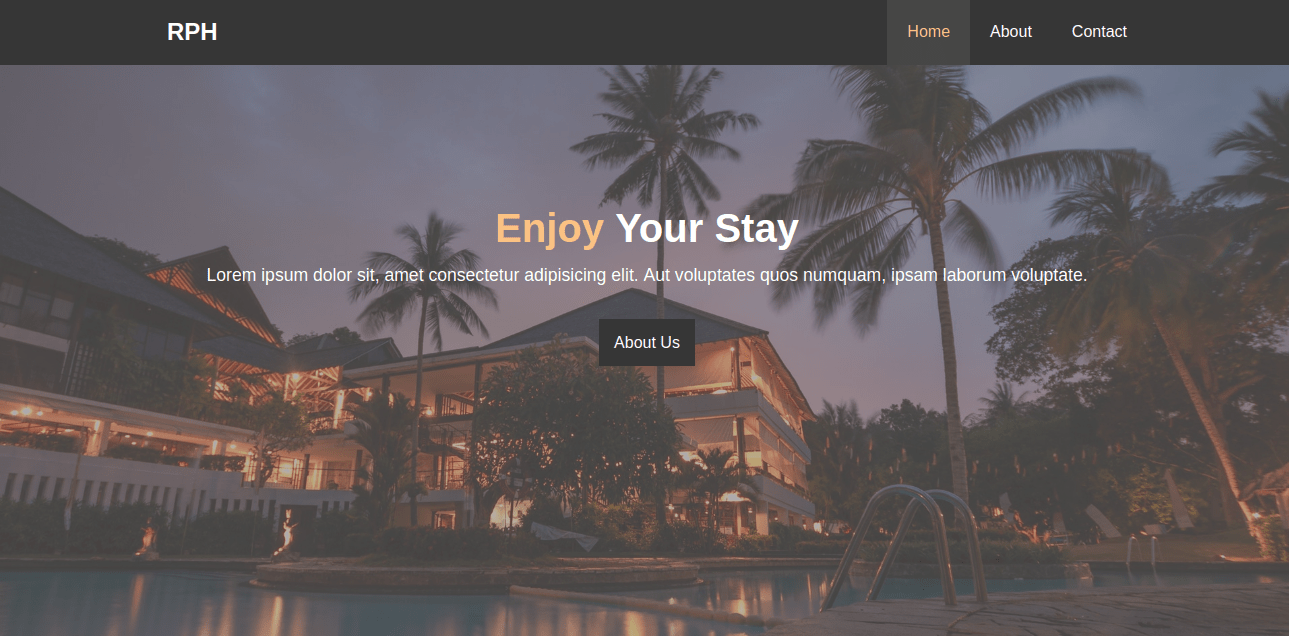 RPH
Home About Contact
Enjoy Your Stay
Lorem ipsum dolor sit, amet consectetur adipisicing elit. Aut voluptates quos numquam, ipsam laborum voluptate.
About Us